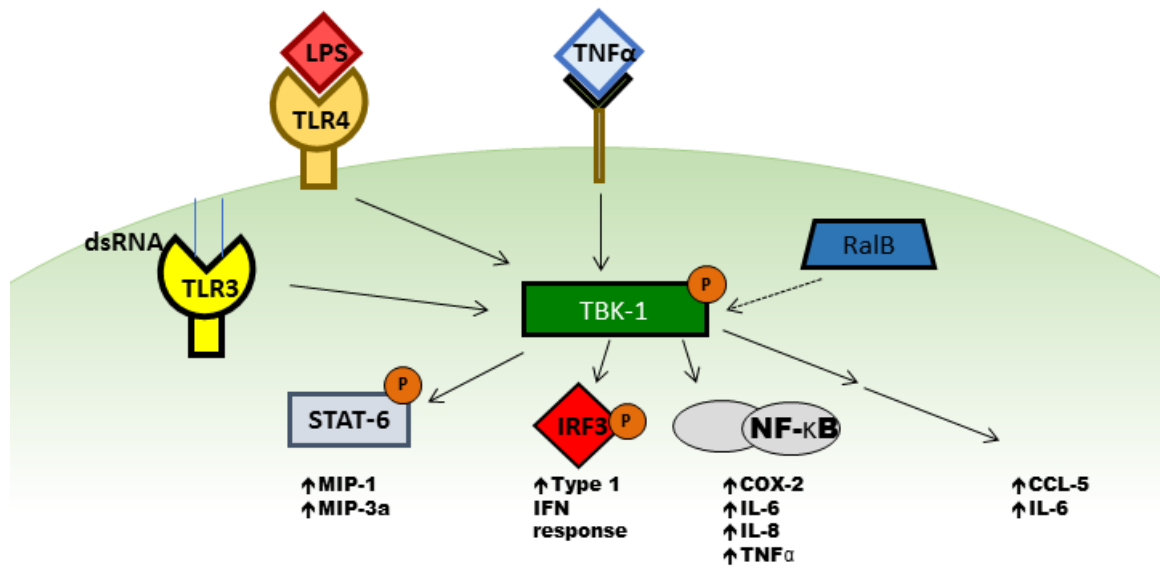 LPS
TNFα
TLR4
dsRNA
TLR3
RalB
P
TBK-1
P
STAT-6
IRF3
P
NF-κB
↑MIP-1
↑MIP-3a
↑Type 1
IFN
response
↑COX-2
↑IL-6
↑IL-8
↑TNFα
↑CCL-5
↑IL-6